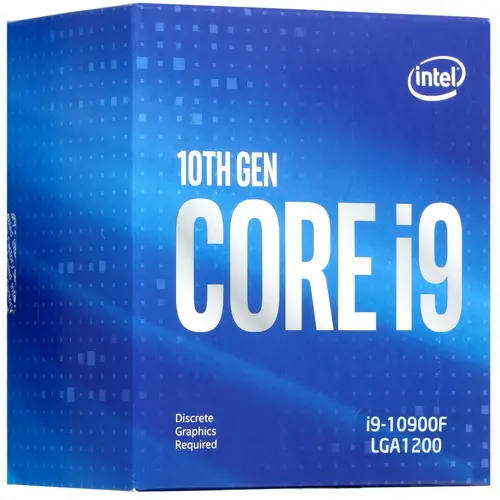 intel
10TH GEN
CORE i9
Discrete
Graphics
Required
i9-10900F
LGA1200